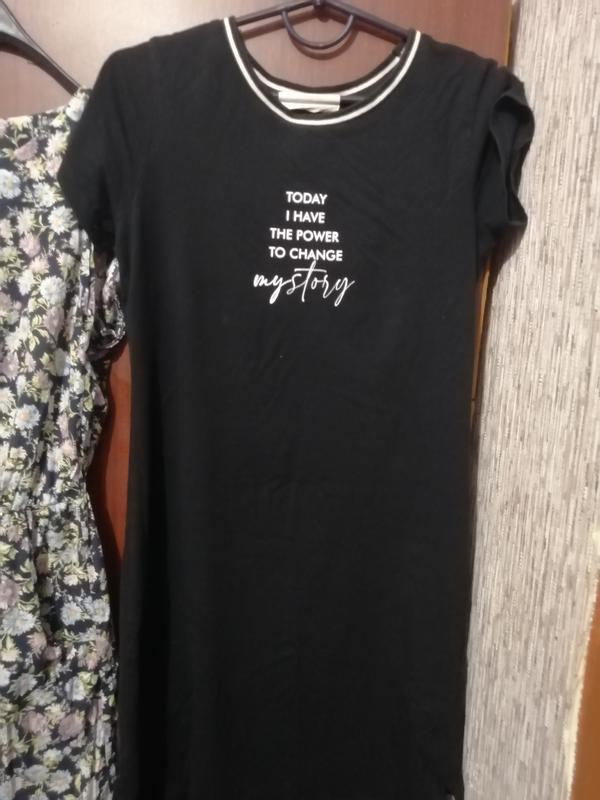 TODAY
I HAVE
THE POWER
TO CHANGE
mystory